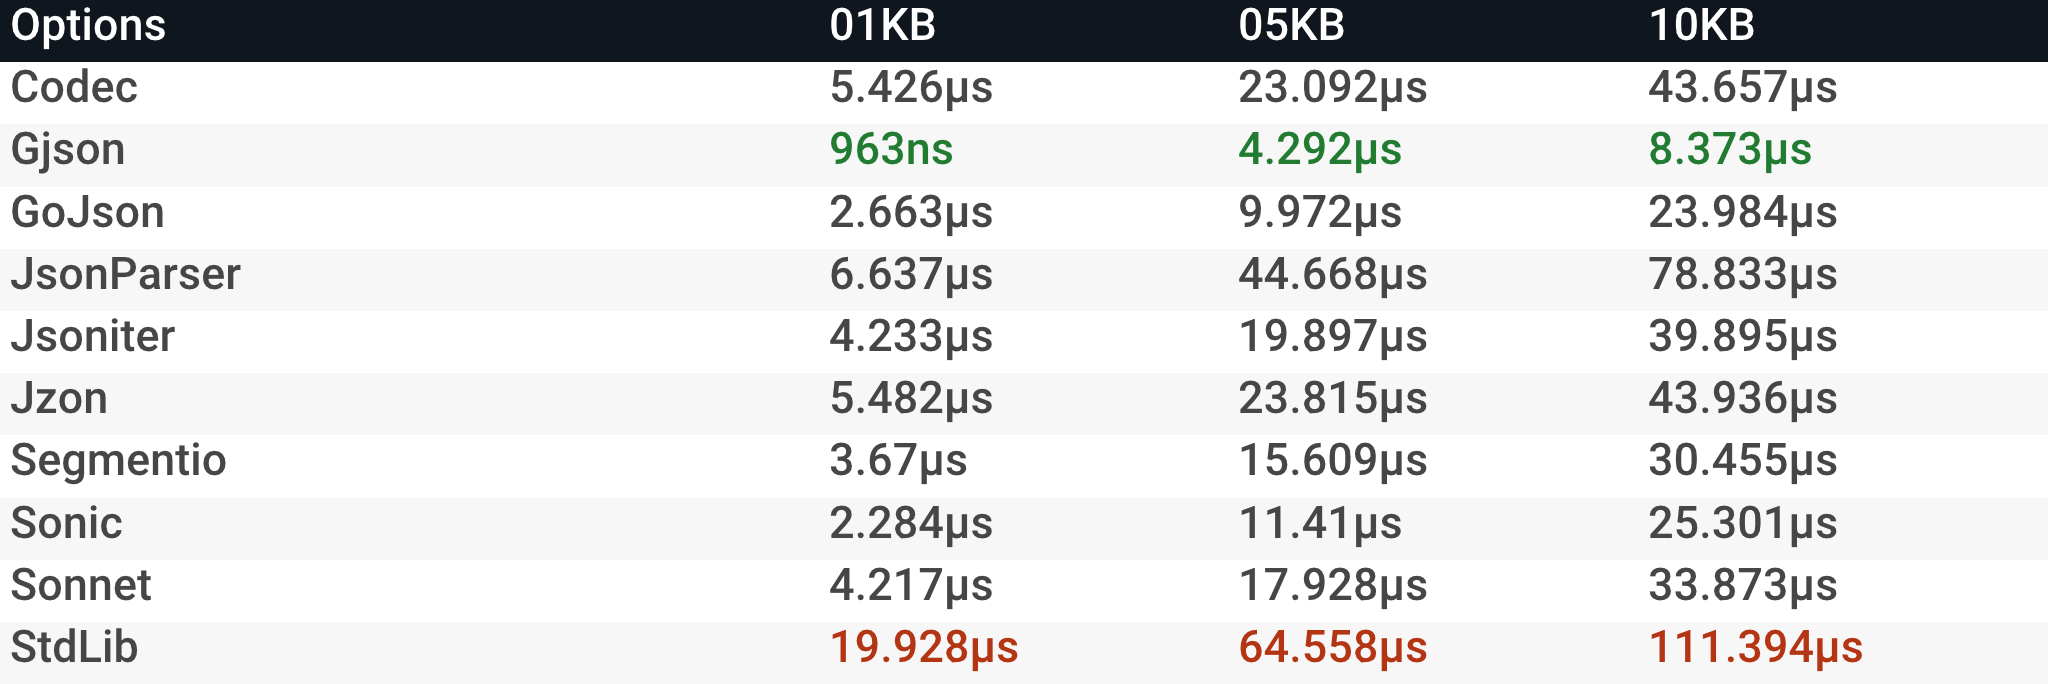 Options 01KB 05KB 10KB
Codec 5.426µs 23.092µs 43.657µs
Gjson 963ns 4.292µs 8.373µs
GoJson 2.663µs 9.972µs 23.984µs
JsonParser 6.637µs 44.668µs 78.833µs
Jsoniter 4.233µs 19.897µs 39.895µs
Jzon 5.482µs 23.815µs 43.936µs
Segmentio 3.67µs 15.609µs 30.455µs
Sonic 2.284µs 11.41µs 25.301µs
Sonnet 4.217µs 17.928µs 33.873µs
StdLib 19.928µs 64.558µs 111.394µs